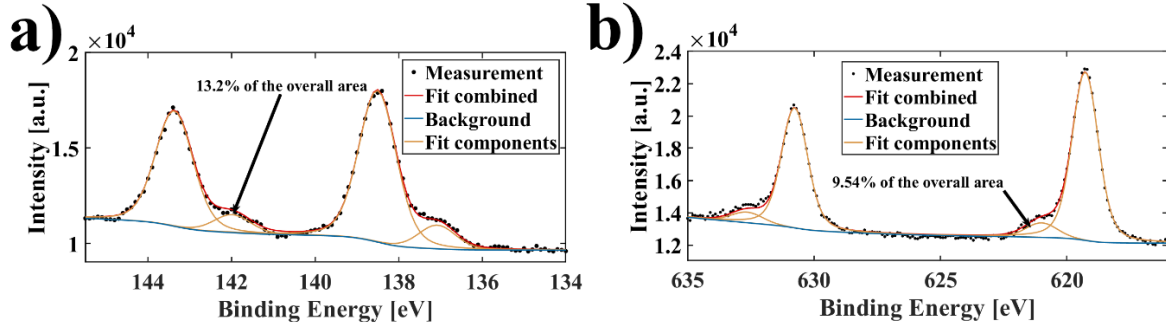 a)
×10⁴
2
1.5
1
Intensity [a.u.]
13.2% of the overall area
Measurement
Fit combined
Background
Fit components
144 142 140 138 136 134
Binding Energy [eV]
b)
×10⁴
2.4
2.2
2
1.8
1.6
1.4
1.2
Intensity [a.u.]
Measurement
Fit combined
Background
Fit components
9.54% of the overall area
635 630 625 620
Binding Energy [eV]